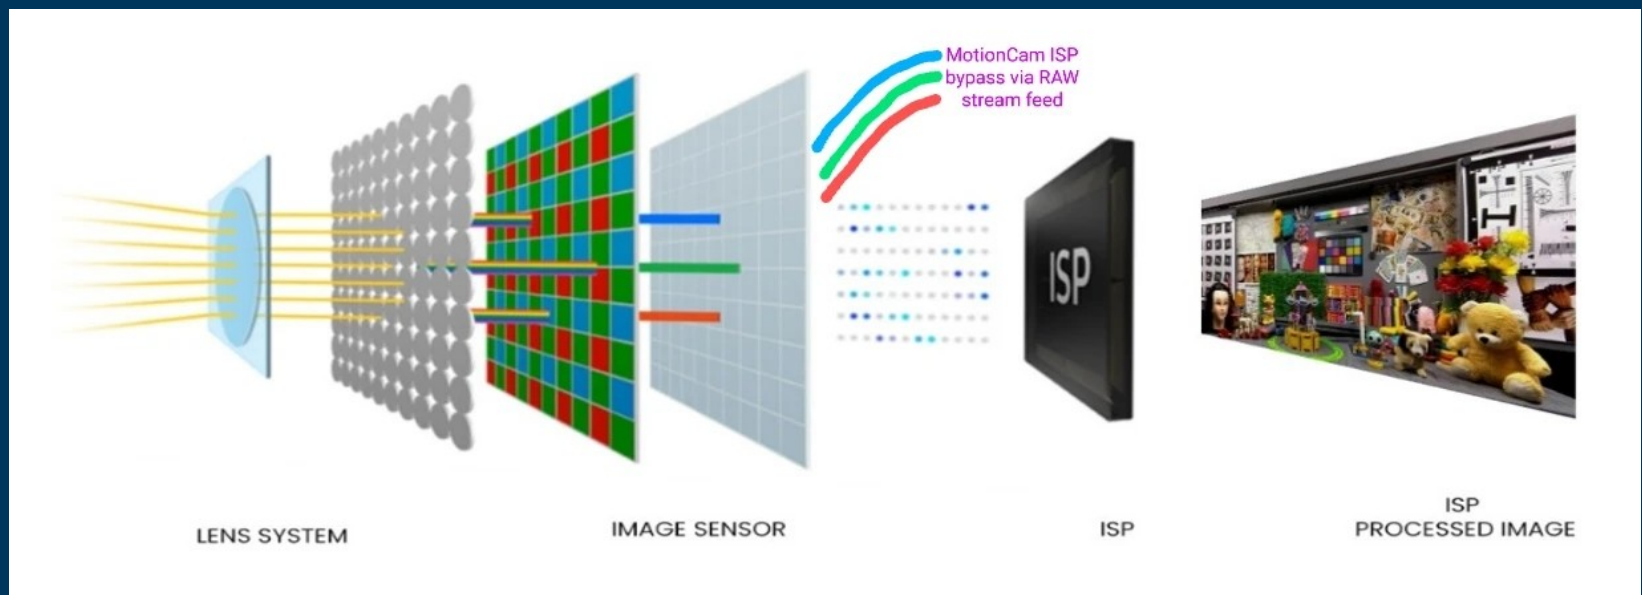 MotionCam ISP
bypass via RAW
stream feed
ISP
LENS SYSTEM
IMAGE SENSOR
ISP
ISP
PROCESSED IMAGE